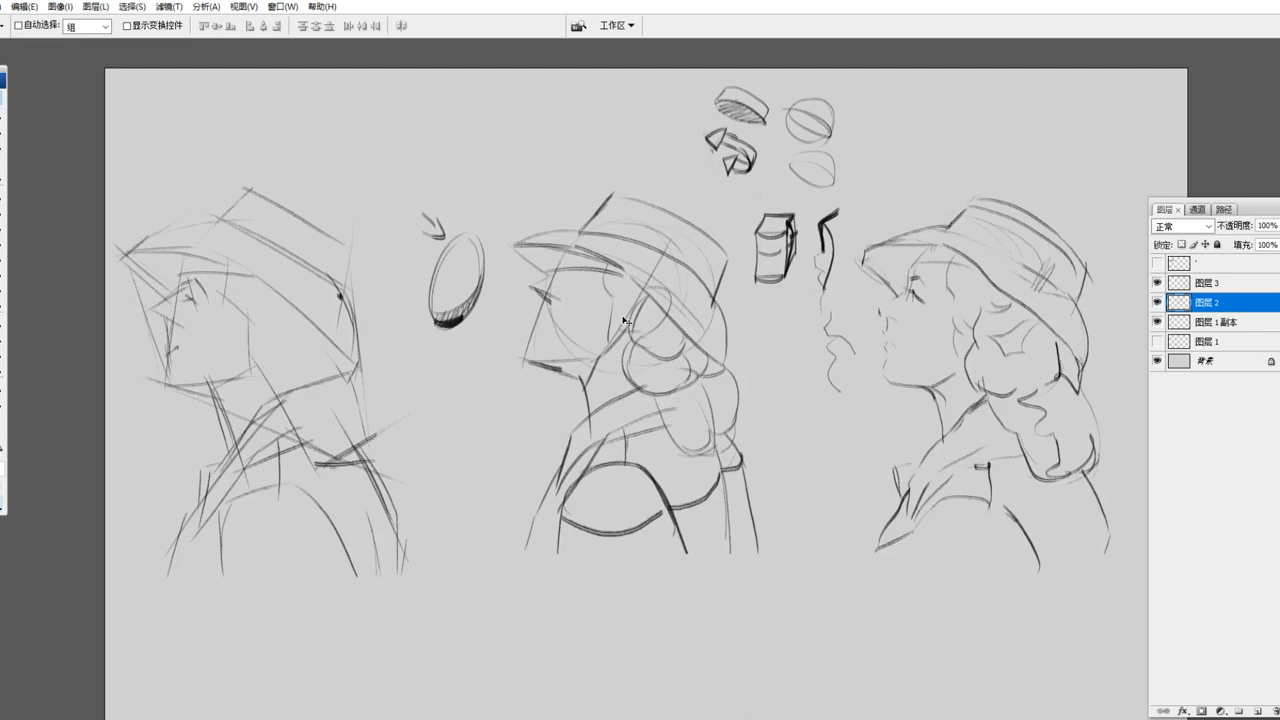 编辑(E) 图像(I) 图层(L) 选择(S) 滤镜(T) 分析(A) 视图(V) 窗口(W) 帮助(H)
自动选择: 组 显示变换控件 工作区
图层 × 通道 路径
正常 不透明度: 100%
锁定: 填充: 100%
图层 3
图层 2
图层 1 副本
图层 1
背景
fx